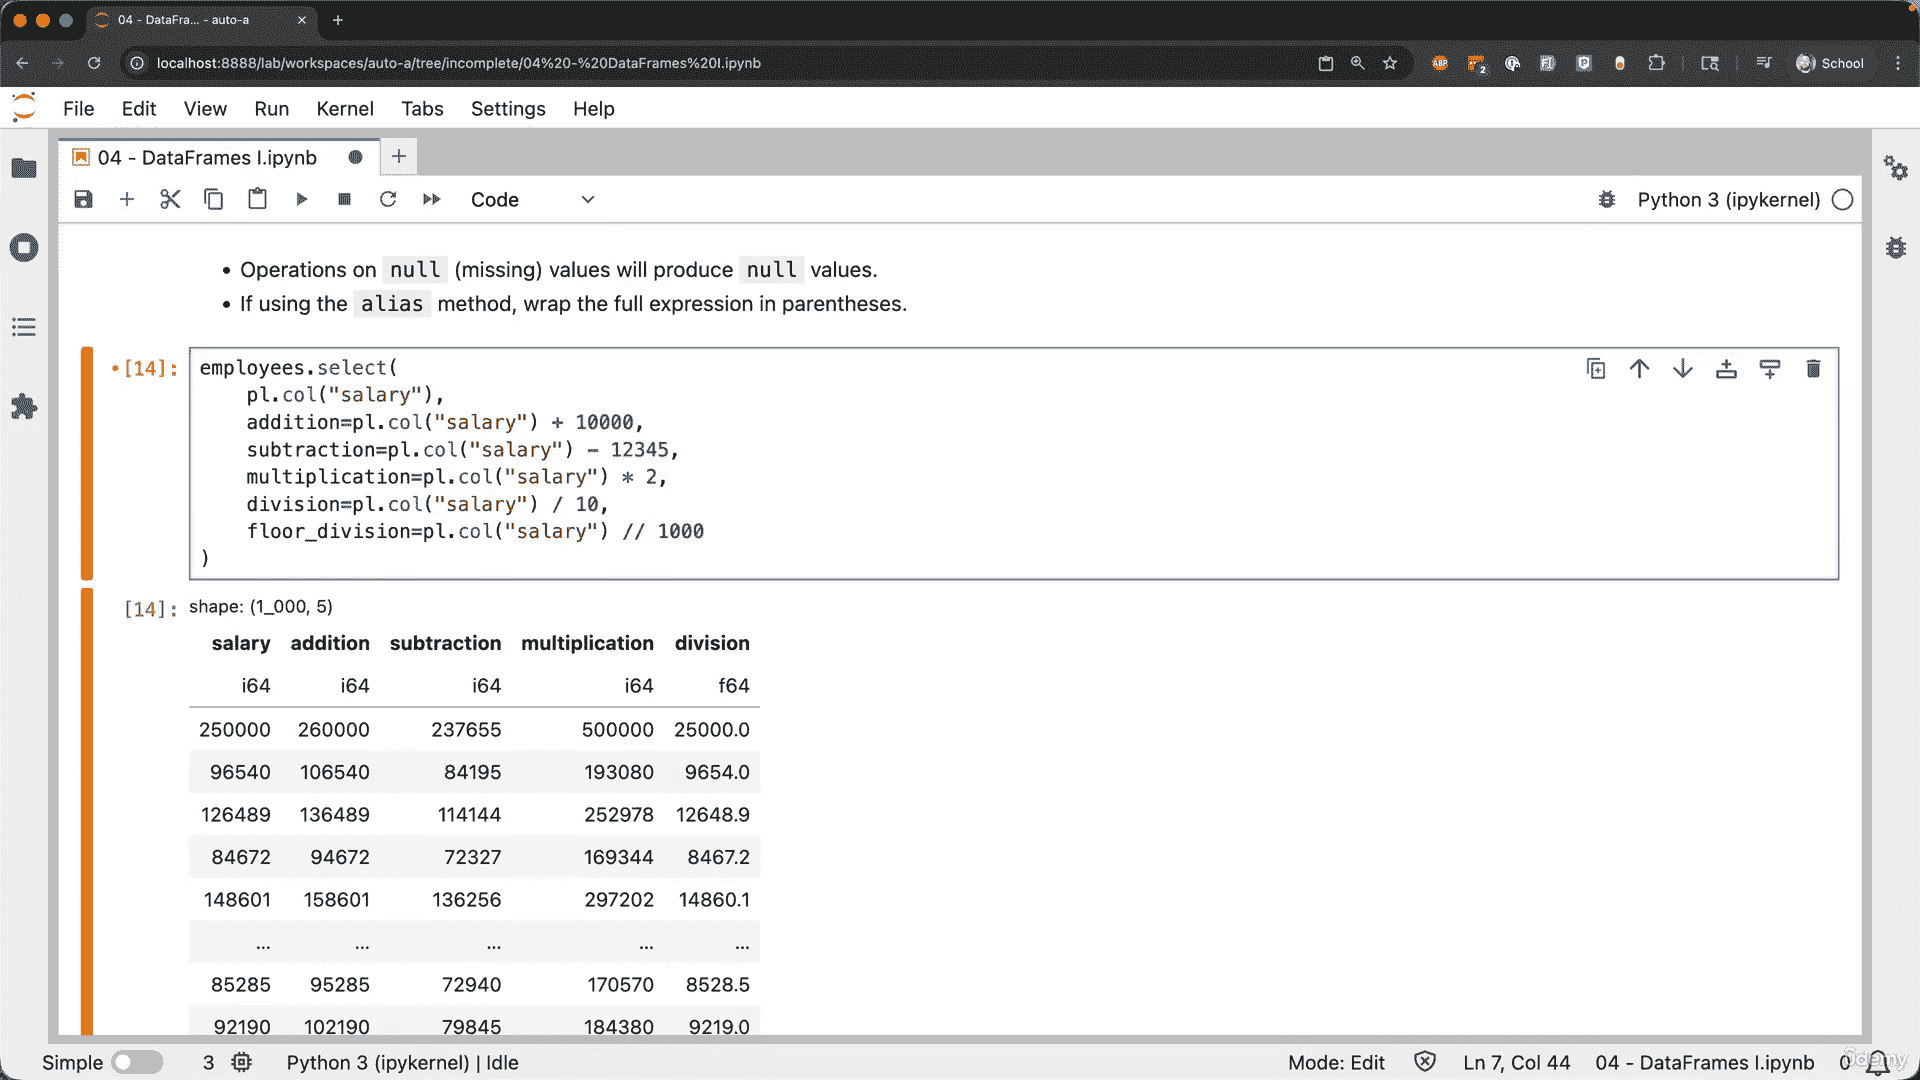 04 - DataFra... - auto-a
localhost:8888/lab/workspaces/auto-a/tree/incomplete/04%20-%20DataFrames%20I.ipynb
ABP
2
School
File Edit View Run Kernel Tabs Settings Help
04 - DataFrames I.ipynb
Code
Python 3 (ipykernel)
• Operations on null (missing) values will produce null values.
• If using the alias method, wrap the full expression in parentheses.
•[14]:
employees.select(
    pl.col("salary"),
    addition=pl.col("salary") + 10000,
    subtraction=pl.col("salary") - 12345,
    multiplication=pl.col("salary") * 2,
    division=pl.col("salary") / 10,
    floor_division=pl.col("salary") // 1000
)
[14]: shape: (1_000, 5)
salary addition subtraction multiplication division
i64 i64 i64 i64 f64
250000 260000 237655 500000 25000.0
96540 106540 84195 193080 9654.0
126489 136489 114144 252978 12648.9
84672 94672 72327 169344 8467.2
148601 158601 136256 297202 14860.1
... ... ... ... ...
85285 95285 72940 170570 8528.5
92190 102190 79845 184380 9219.0
Simple 3 Python 3 (ipykernel) | Idle Mode: Edit Ln 7, Col 44 04 - DataFrames I.ipynb 0
udemy